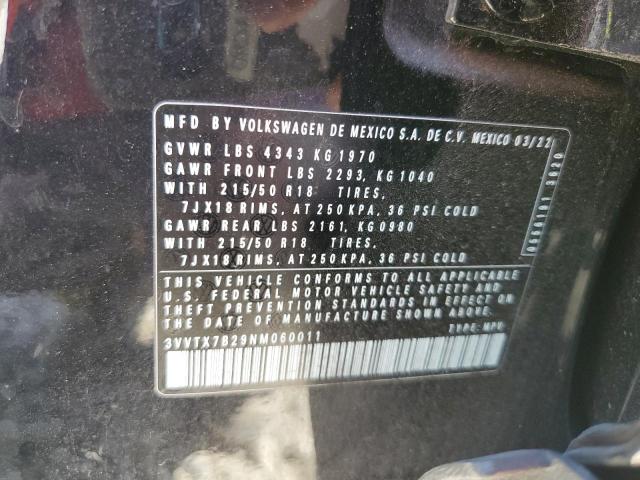 MFD BY VOLKSWAGEN DE MEXICO S.A. DE C.V. MEXICO 03/22
GVWR LBS 4343 KG 1970
GAWR FRONT LBS 2293, KG 1040
WITH 215/50 R18 TIRES,
7JX18 RIMS, AT 250 KPA, 36 PSI COLD
GAWR REAR LBS 2161, KG 0980
WITH 215/50 R18 TIRES.
7JX18 RIMS, AT 250 KPA, 36 PSI COLD
THIS VEHICLE CONFORMS TO ALL APPLICABLE
U.S. FEDERAL MOTOR VEHICLE SAFETY AND
THEFT PREVENTION STANDARDS IN EFFECT ON
THE DATE OF MANUFACTURE SHOWN ABOVE.
TYPE: MPV
3VVTX7B29NM060011
3020